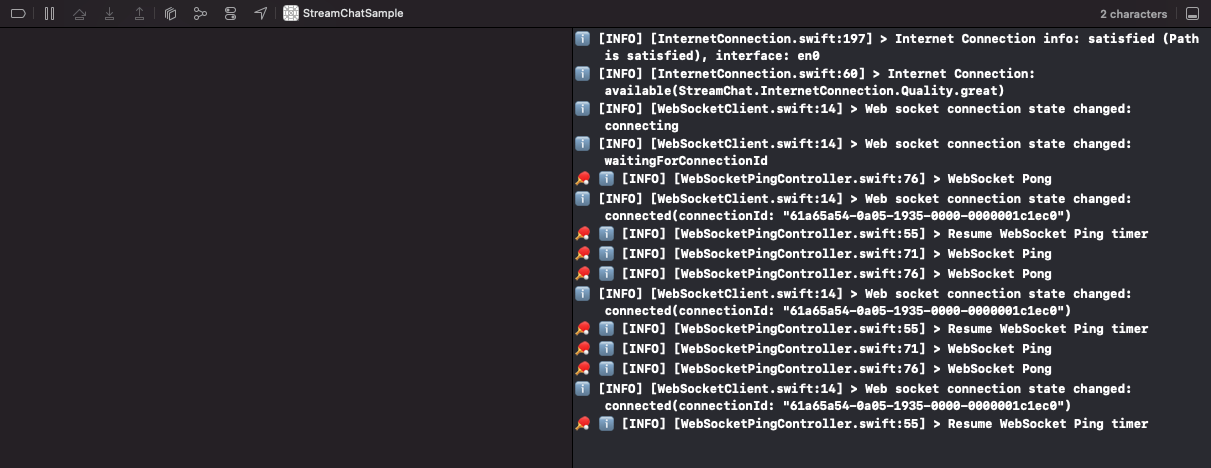 StreamChatSample
2 characters
[INFO] [InternetConnection.swift:197] > Internet Connection info: satisfied (Path
is satisfied), interface: en0
[INFO] [InternetConnection.swift:60] > Internet Connection:
available(StreamChat.InternetConnection.Quality.great)
[INFO] [WebSocketClient.swift:14] > Web socket connection state changed:
connecting
[INFO] [WebSocketClient.swift:14] > Web socket connection state changed:
waitingForConnectionId
[INFO] [WebSocketPingController.swift:76] > WebSocket Pong
[INFO] [WebSocketClient.swift:14] > Web socket connection state changed:
connected(connectionId: "61a65a54-0a05-1935-0000-0000001c1ec0")
[INFO] [WebSocketPingController.swift:55] > Resume WebSocket Ping timer
[INFO] [WebSocketPingController.swift:71] > WebSocket Ping
[INFO] [WebSocketPingController.swift:76] > WebSocket Pong
[INFO] [WebSocketClient.swift:14] > Web socket connection state changed:
connected(connectionId: "61a65a54-0a05-1935-0000-0000001c1ec0")
[INFO] [WebSocketPingController.swift:55] > Resume WebSocket Ping timer
[INFO] [WebSocketPingController.swift:71] > WebSocket Ping
[INFO] [WebSocketPingController.swift:76] > WebSocket Pong
[INFO] [WebSocketClient.swift:14] > Web socket connection state changed:
connected(connectionId: "61a65a54-0a05-1935-0000-0000001c1ec0")
[INFO] [WebSocketPingController.swift:55] > Resume WebSocket Ping timer